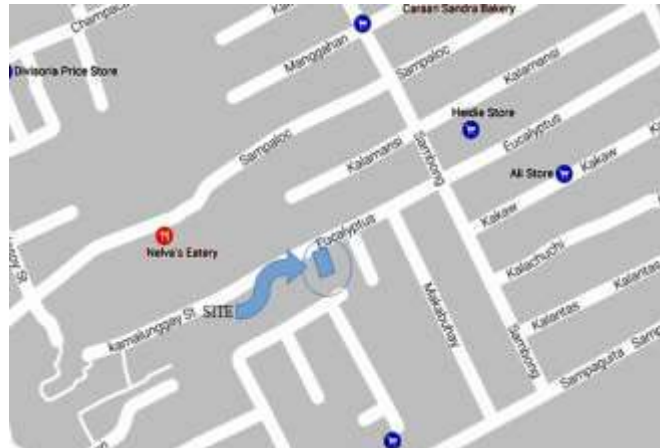 Caraan Sandra Bakery
Manggahan
Sampaloc
Kalamansi
Divisoria Price Store
Heidie Store
Eucalyptus
Sampaloc
Kalamansi
Sambong
Ali Store
Kakaw
Kakaw
Eucalyptus
Nelva's Eatery
Kalachuchi
Kalantas
Makabuhay
kamalunggay St
SITE
Kalantas
Sambong
Sampaguita